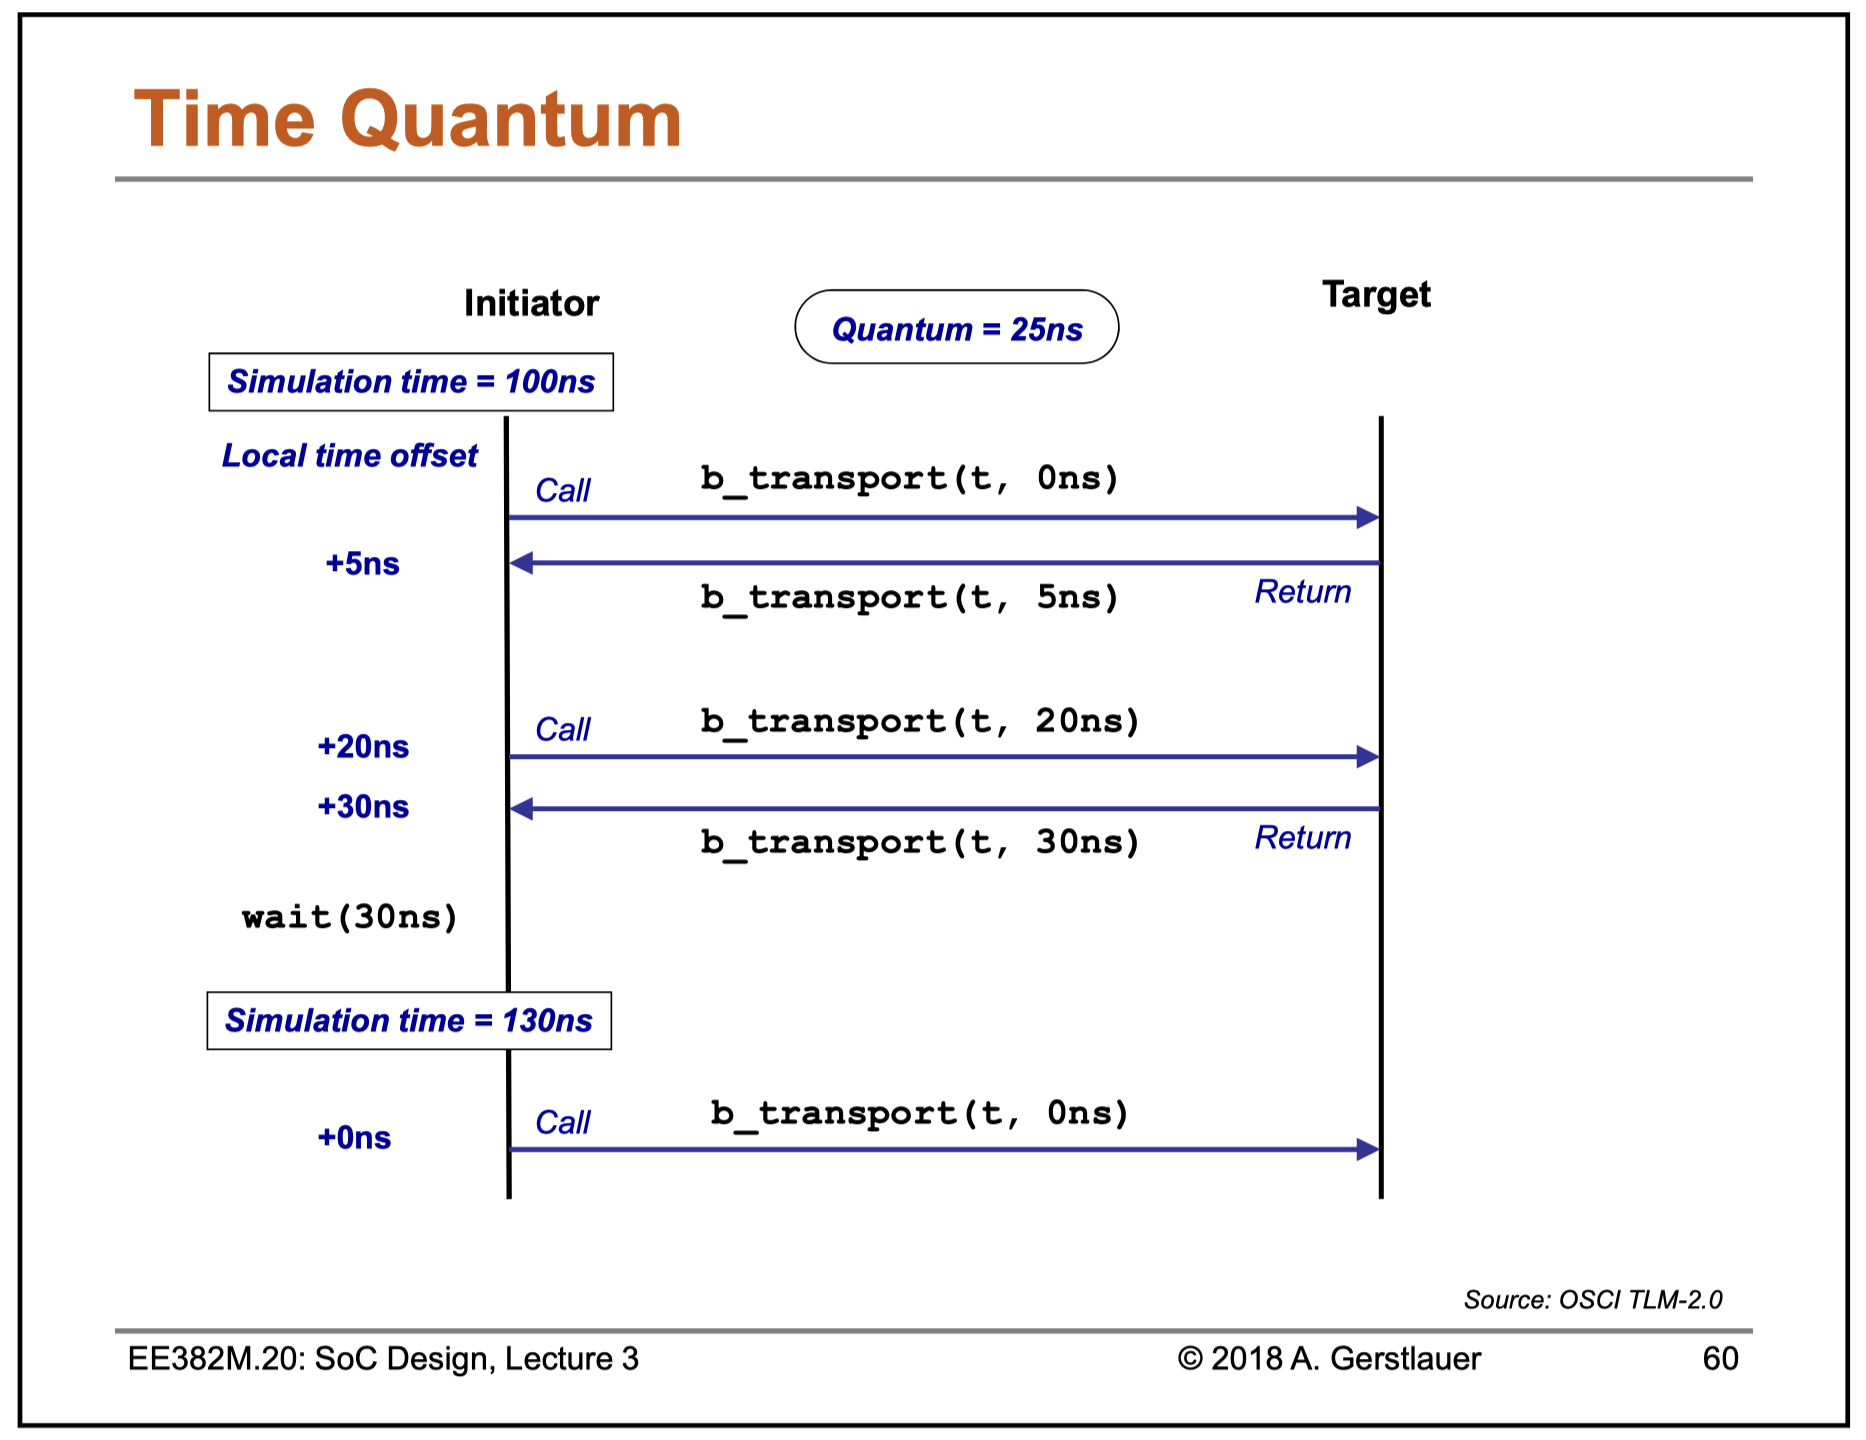 Time Quantum
Initiator
Target
Quantum = 25ns
Simulation time = 100ns
Local time offset
Call
b_transport(t, 0ns)
+5ns
b_transport(t, 5ns)
Return
+20ns
Call
b_transport(t, 20ns)
+30ns
b_transport(t, 30ns)
Return
wait(30ns)
Simulation time = 130ns
+0ns
Call
b_transport(t, 0ns)
Source: OSCI TLM-2.0
EE382M.20: SoC Design, Lecture 3
© 2018 A. Gerstlauer
60